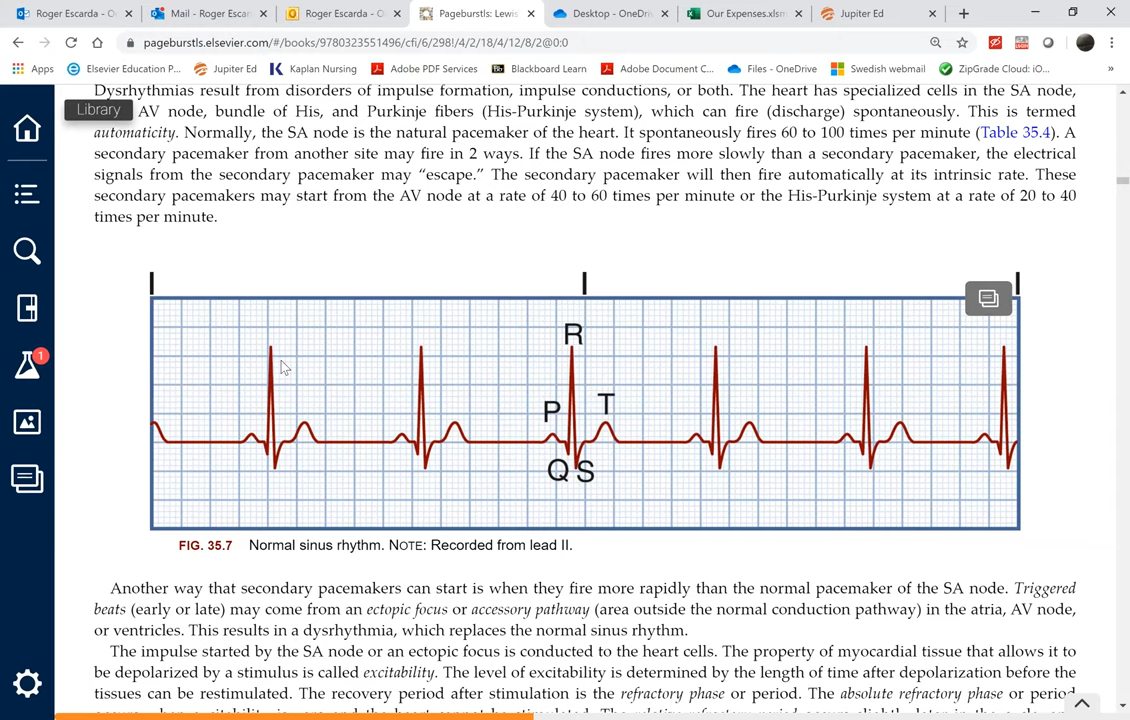 Roger Escarda - O
Mail - Roger Escar
Roger Escarda - C
Pageburstls: Lewis
Desktop - OneDriv
Our Expenses.xlsm
Jupiter Ed
pageburstls.elsevier.com/#/books/9780323551496/cfi/6/298!/4/2/18/4/12/8/2@0:0
Apps
Elsevier Education P...
Jupiter Ed
Kaplan Nursing
Adobe PDF Services
Blackboard Learn
Adobe Document C...
Files - OneDrive
Swedish webmail
ZipGrade Cloud: iO...
»
Library
1
Dysrhythmias result from disorders of impulse formation, impulse conductions, or both. The heart has specialized cells in the SA node,
AV node, bundle of His, and Purkinje fibers (His-Purkinje system), which can fire (discharge) spontaneously. This is termed
automaticity. Normally, the SA node is the natural pacemaker of the heart. It spontaneously fires 60 to 100 times per minute (Table 35.4). A
secondary pacemaker from another site may fire in 2 ways. If the SA node fires more slowly than a secondary pacemaker, the electrical
signals from the secondary pacemaker may “escape.” The secondary pacemaker will then fire automatically at its intrinsic rate. These
secondary pacemakers may start from the AV node at a rate of 40 to 60 times per minute or the His-Purkinje system at a rate of 20 to 40
times per minute.
R
P T
Q S
FIG. 35.7 Normal sinus rhythm. NOTE: Recorded from lead II.
Another way that secondary pacemakers can start is when they fire more rapidly than the normal pacemaker of the SA node. Triggered
beats (early or late) may come from an ectopic focus or accessory pathway (area outside the normal conduction pathway) in the atria, AV node,
or ventricles. This results in a dysrhythmia, which replaces the normal sinus rhythm.
The impulse started by the SA node or an ectopic focus is conducted to the heart cells. The property of myocardial tissue that allows it to
be depolarized by a stimulus is called excitability. The level of excitability is determined by the length of time after depolarization before the
tissues can be restimulated. The recovery period after stimulation is the refractory phase or period. The absolute refractory phase or period